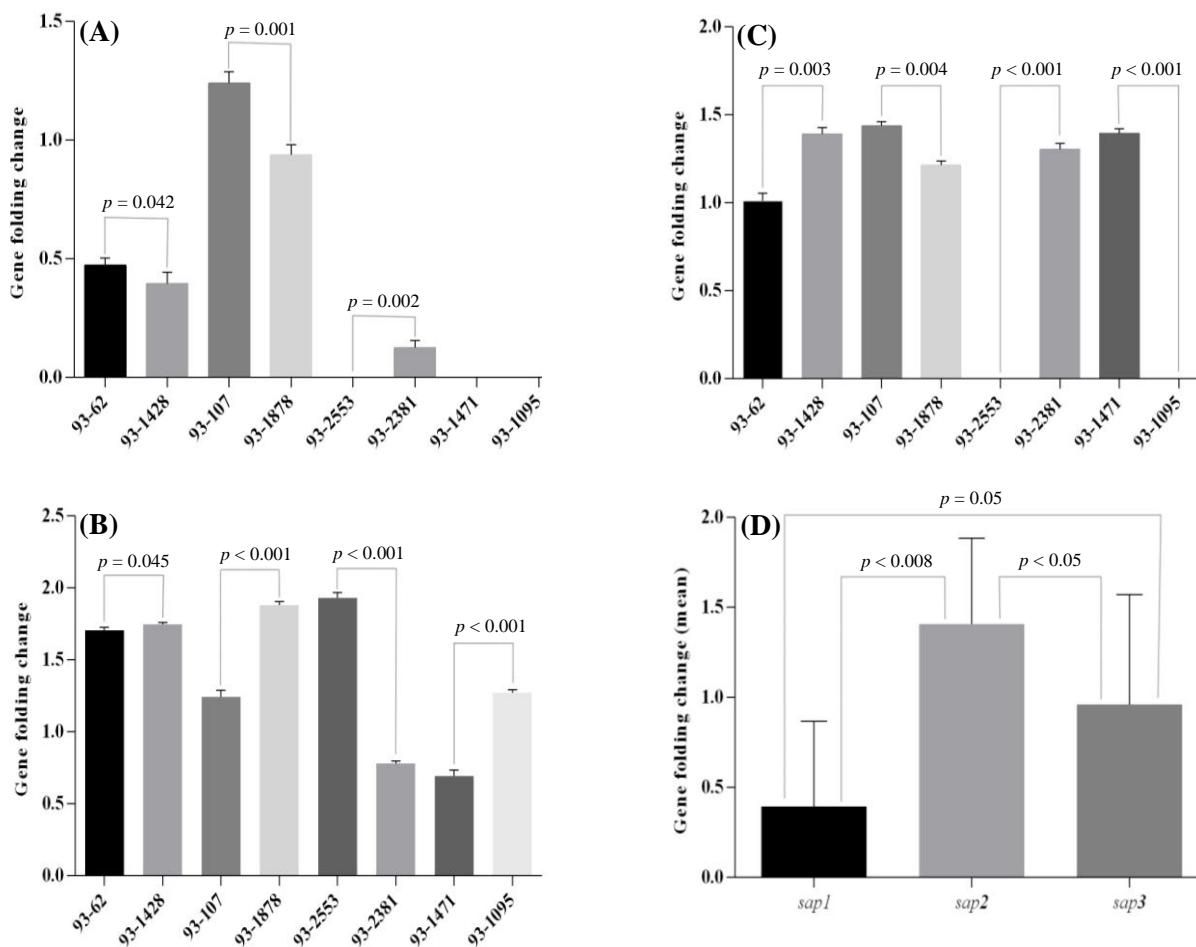 (A)
Gene folding change
1.5
1.0
0.5
0.0
p = 0.042
p = 0.001
p = 0.002
93-62
93-1428
93-107
93-1878
93-2553
93-2381
93-1471
93-1095
(C)
Gene folding change
2.0
1.5
1.0
0.5
0.0
p = 0.003
p = 0.004
p < 0.001
p < 0.001
93-62
93-1428
93-107
93-1878
93-2553
93-2381
93-1471
93-1095
(B)
Gene folding change
2.5
2.0
1.5
1.0
0.5
0.0
p = 0.045
p < 0.001
p < 0.001
p < 0.001
93-62
93-1428
93-107
93-1878
93-2553
93-2381
93-1471
93-1095
(D)
Gene folding change (mean)
2.0
1.5
1.0
0.5
0.0
p = 0.05
p < 0.008
p < 0.05
sap1
sap2
sap3